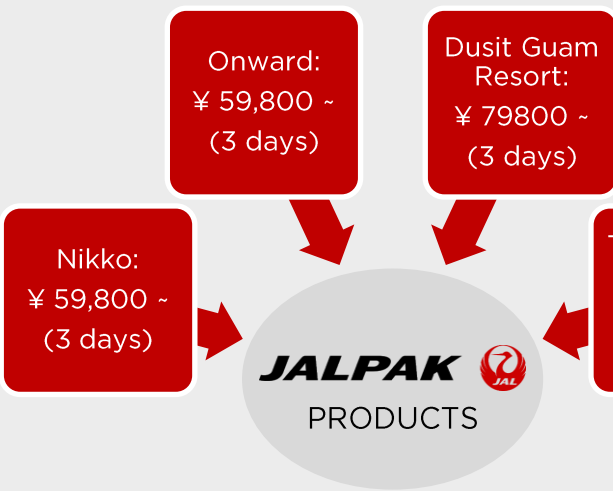 Onward:
¥ 59,800 ~
(3 days)
Dusit Guam
Resort:
¥ 79800 ~
(3 days)
Nikko:
¥ 59,800 ~
(3 days)
JALPAK
JAL
PRODUCTS